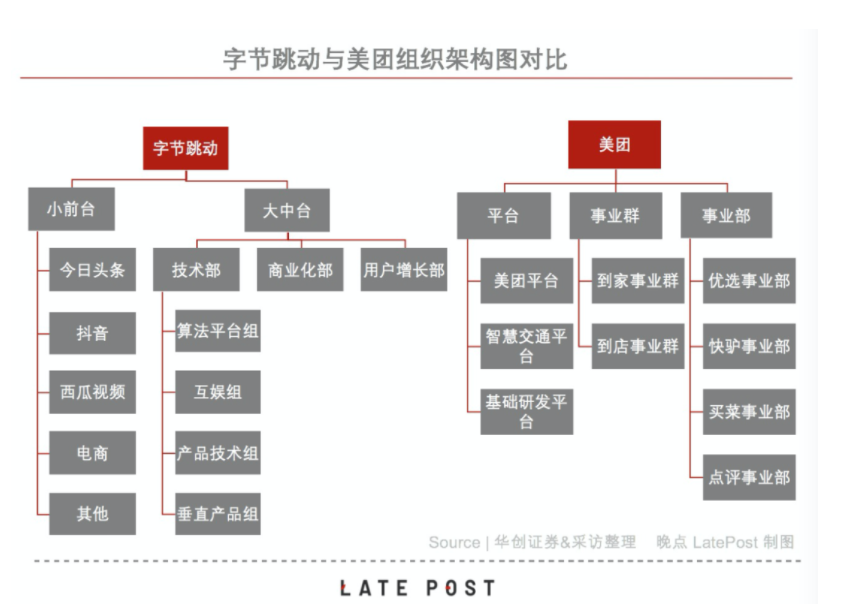 字节跳动与美团组织架构图对比
字节跳动
小前台
大中台
今日头条
抖音
西瓜视频
电商
其他
技术部
商业化部
用户增长部
算法平台组
互娱组
产品技术组
垂直产品组
美团
平台
事业群
事业部
美团平台
智慧交通平
台
基础研发平
台
到家事业群
到店事业群
优选事业部
快驴事业部
买菜事业部
点评事业部
Source | 华创证券&采访整理 晚点 LatePost 制图
LATE POST